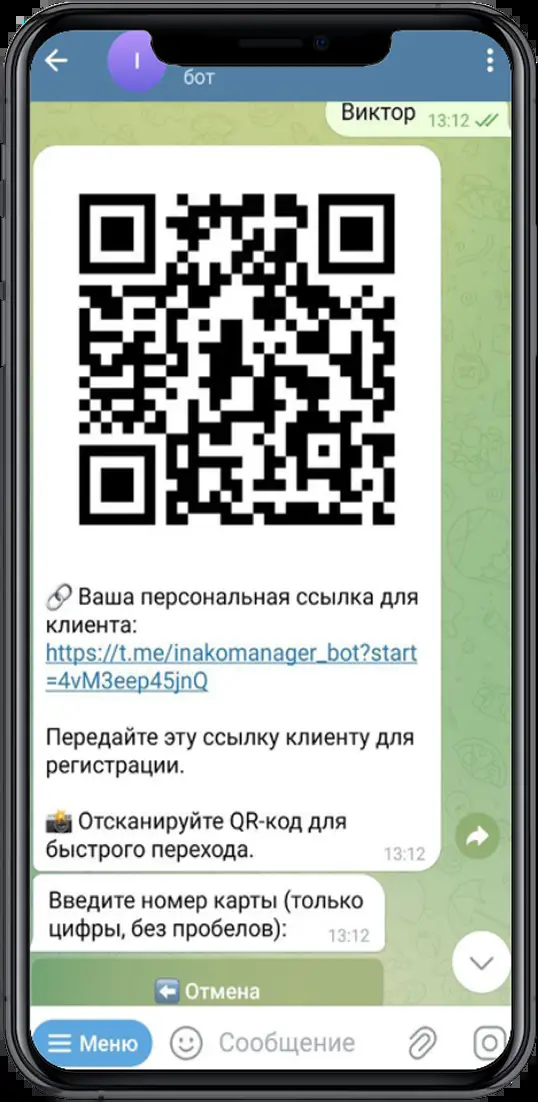 I
бот
Виктор
13:12
Ваша персональная ссылка для
клиента:
https://t.me/inakomanager_bot?start
=4vM3eep45jnQ
Передайте эту ссылку клиенту для
регистрации.
Отсканируйте QR-код для
быстрого перехода.
13:12
Введите номер карты (только
цифры, без пробелов):
13:12
Отмена
Меню
Сообщение